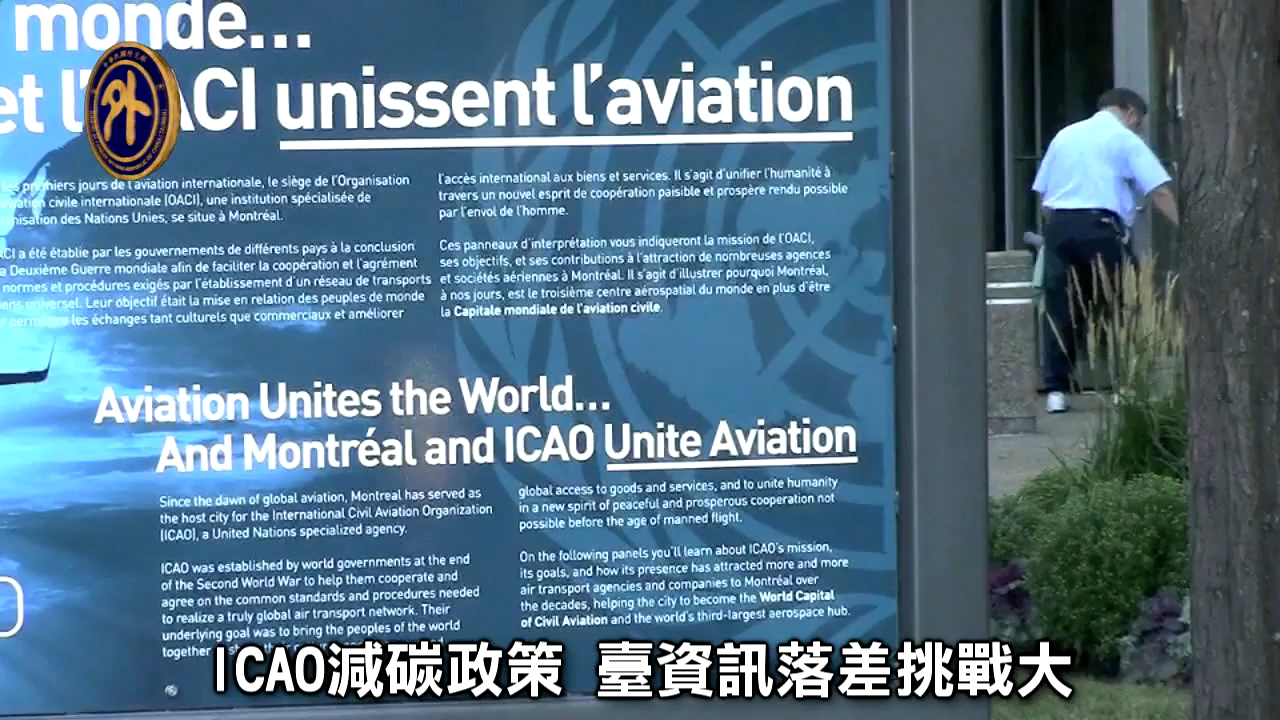 monde...
et l'OACI unissent l'aviation
les premiers jours de l'aviation internationale, le siège de l'Organisation
aviation civile internationale (OACI), une institution spécialisée de
Organisation des Nations Unies, se situe à Montréal.
OACI a été établie par les gouvernements de différents pays à la conclusion
la Deuxième Guerre mondiale afin de faciliter la coopération et l'agrément
normes et procédures exigés par l'établissement d'un réseau de transports
universel. Leur objectif était la mise en relation des peuples de monde
permettre les échanges tant culturels que commerciaux et améliorer
l'accès international aux biens et services. Il s'agit d'unifier l'humanité à
travers un nouvel esprit de coopération paisible et prospère rendu possible
par l'envol de l'homme.
Ces panneaux d'interprétation vous indiqueront la mission de l'OACI,
ses objectifs, et ses contributions à l'attraction de nombreuses agences
et sociétés aériennes à Montréal. Il s'agit d'illustrer pourquoi Montréal,
à nos jours, est le troisième centre aérospatial du monde en plus d'être
la Capitale mondiale de l'aviation civile.
Aviation Unites the World...
And Montréal and ICAO Unite Aviation
Since the dawn of global aviation, Montreal has served as
the host city for the International Civil Aviation Organization
(ICAO), a United Nations specialized agency.
ICAO was established by world governments at the end
of the Second World War to help them cooperate and
agree on the common standards and procedures needed
to realize a truly global air transport network. Their
underlying goal was to bring the peoples of the world
together
global access to goods and services, and to unite humanity
in a new spirit of peaceful and prosperous cooperation not
possible before the age of manned flight.
On the following panels you'll learn about ICAO's mission,
its goals, and how its presence has attracted more and more
air transport agencies and companies to Montréal over
the decades, helping the city to become the World Capital
of Civil Aviation and the world's third-largest aerospace hub.
ICAO減碳政策 臺資訊落差挑戰大